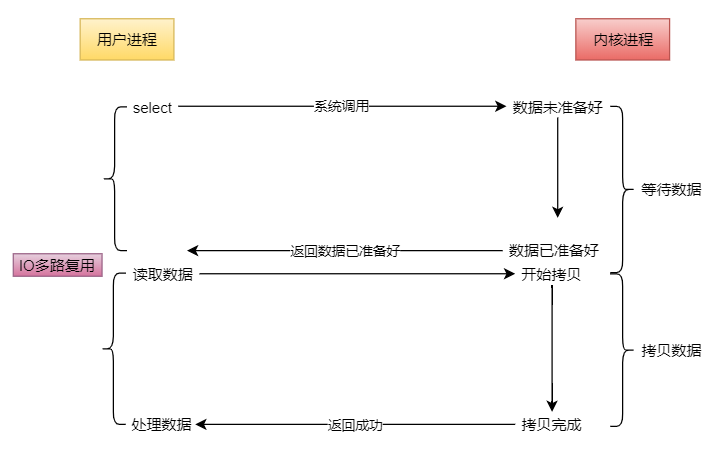 用户进程
内核进程
select
系统调用
数据未准备好
等待数据
返回数据已准备好
数据已准备好
IO多路复用
读取数据
开始拷贝
拷贝数据
处理数据
返回成功
拷贝完成